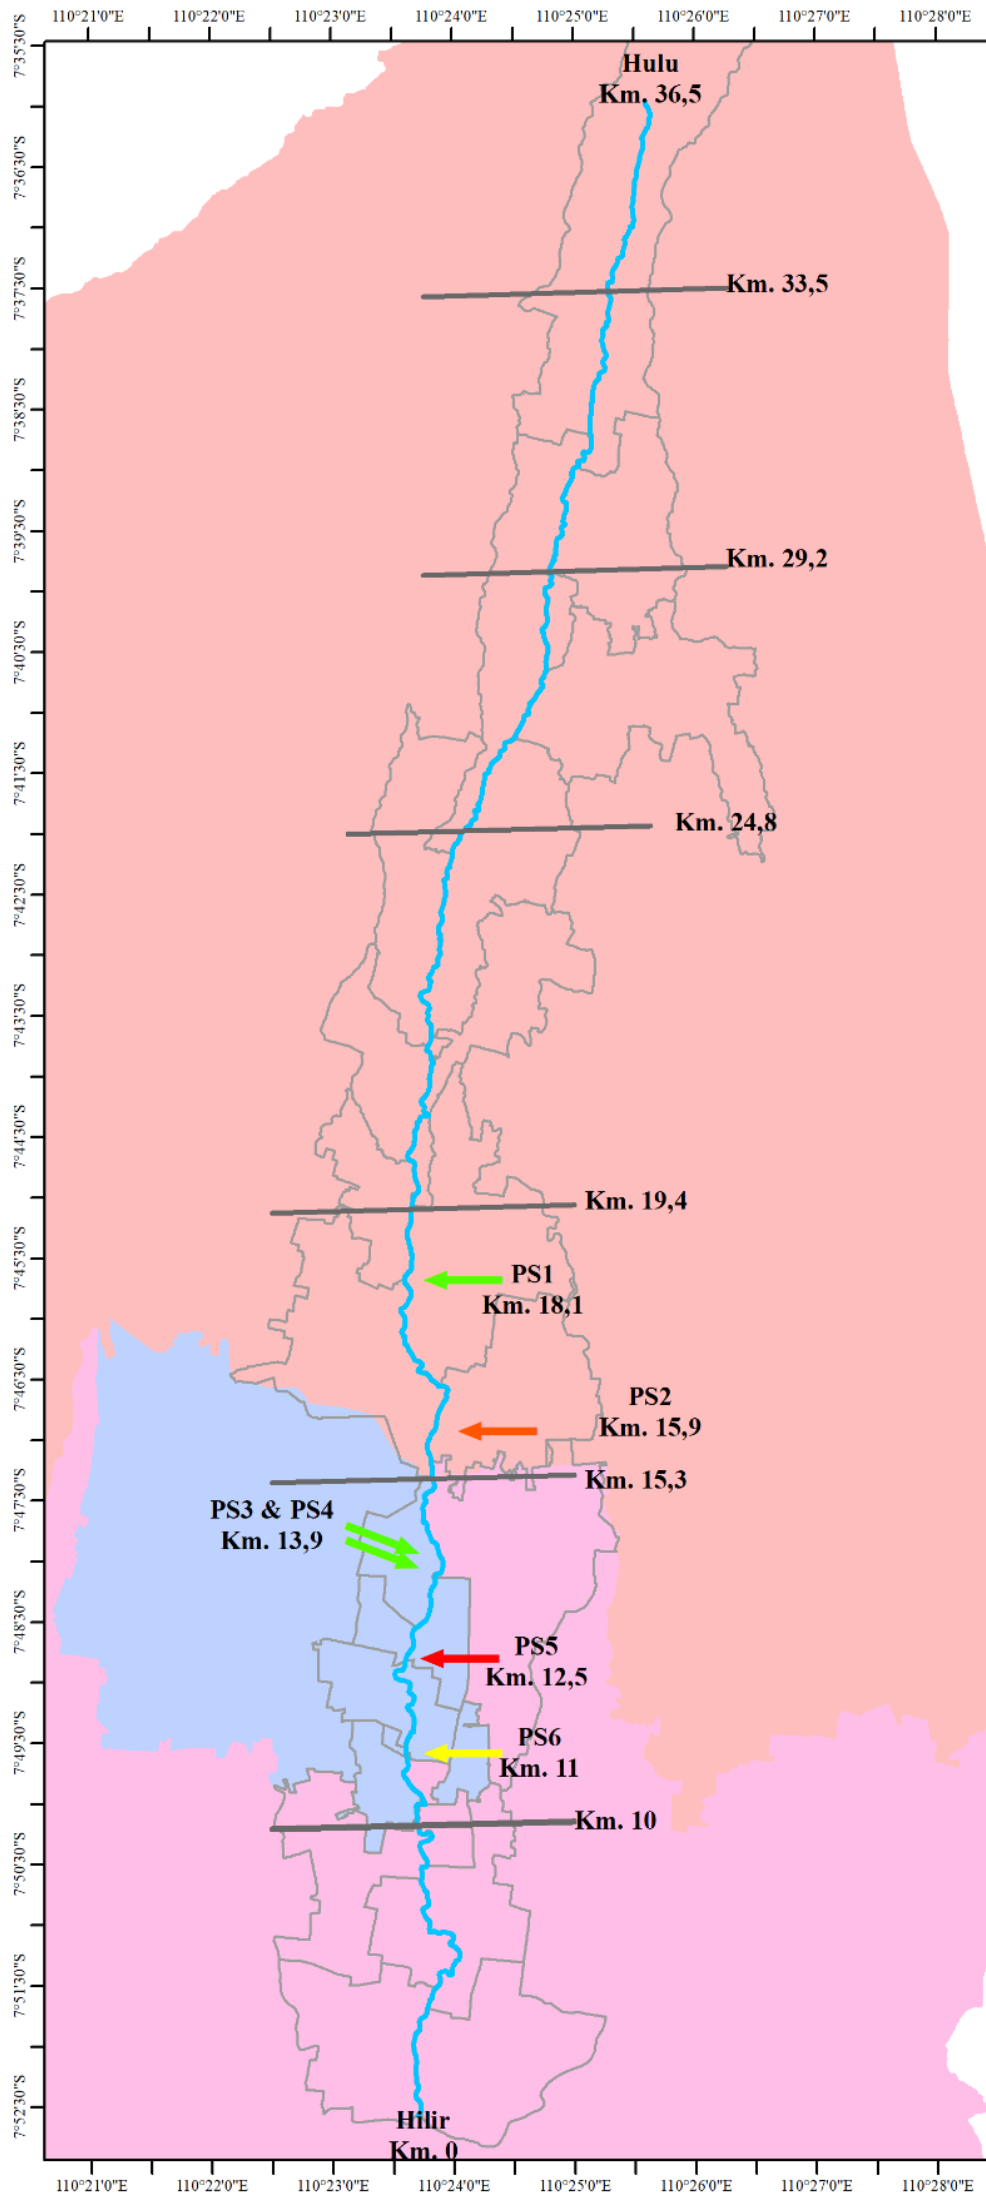 110°21'0"E 110°22'0"E 110°23'0"E 110°24'0"E 110°25'0"E 110°26'0"E 110°27'0"E 110°28'0"E
7°35'30"S
Hulu
Km. 36,5
7°36'30"S
7°37'30"S
Km. 33,5
7°38'30"S
7°39'30"S
Km. 29,2
7°40'30"S
7°41'30"S
Km. 24,8
7°42'30"S
7°43'30"S
7°44'30"S
Km. 19,4
7°45'30"S
PS1
Km. 18,1
7°46'30"S
PS2
Km. 15,9
Km. 15,3
7°47'30"S
PS3 & PS4
Km. 13,9
7°48'30"S
PS5
Km. 12,5
7°49'30"S
PS6
Km. 11
Km. 10
7°50'30"S
7°51'30"S
7°52'30"S
Hilir
Km. 0
110°21'0"E 110°22'0"E 110°23'0"E 110°24'0"E 110°25'0"E 110°26'0"E 110°27'0"E 110°28'0"E